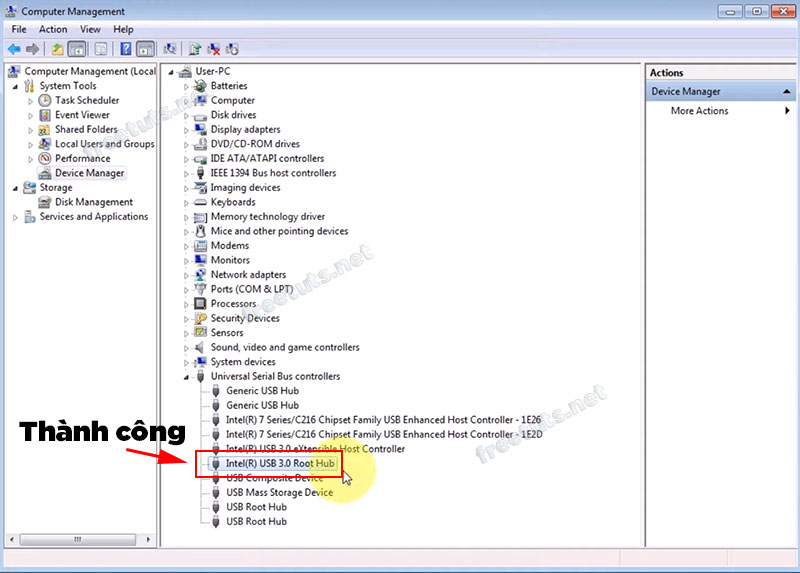 Computer Management
File Action View Help
Computer Management (Local
System Tools
Task Scheduler
Event Viewer
Shared Folders
Local Users and Groups
Performance
Device Manager
Storage
Disk Management
Services and Applications
User-PC
Batteries
Computer
Disk drives
Display adapters
DVD/CD-ROM drives
IDE ATA/ATAPI controllers
IEEE 1394 Bus host controllers
Imaging devices
Keyboards
Memory technology driver
Mice and other pointing devices
Modems
Monitors
Network adapters
Ports (COM & LPT)
Processors
Security Devices
Sensors
Sound, video and game controllers
System devices
Universal Serial Bus controllers
Generic USB Hub
Generic USB Hub
Intel(R) 7 Series/C216 Chipset Family USB Enhanced Host Controller - 1E26
Intel(R) 7 Series/C216 Chipset Family USB Enhanced Host Controller - 1E2D
Intel(R) USB 3.0 eXtensible Host Controller
Intel(R) USB 3.0 Root Hub
USB Composite Device
USB Mass Storage Device
USB Root Hub
USB Root Hub
Thành công
Actions
Device Manager
More Actions
freetuts.net
freetuts.net
freetuts.net